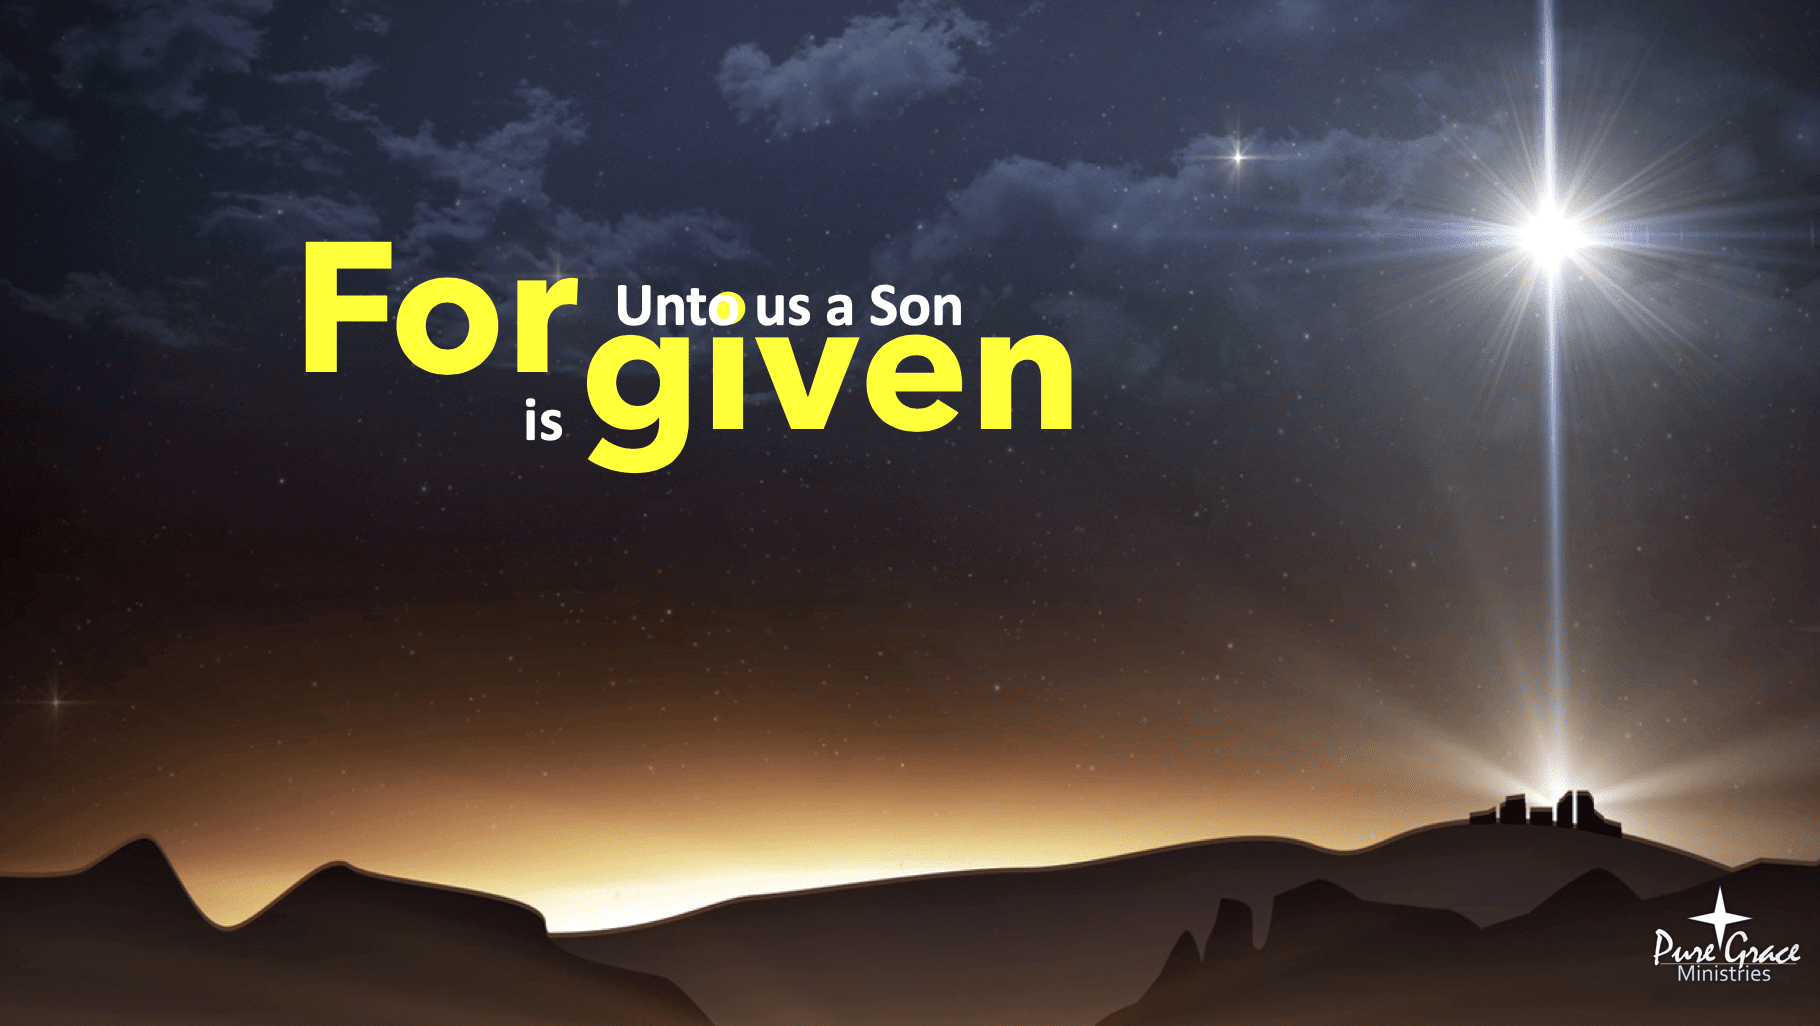 For Unto us a Son
is given
Pure Grace
Ministries